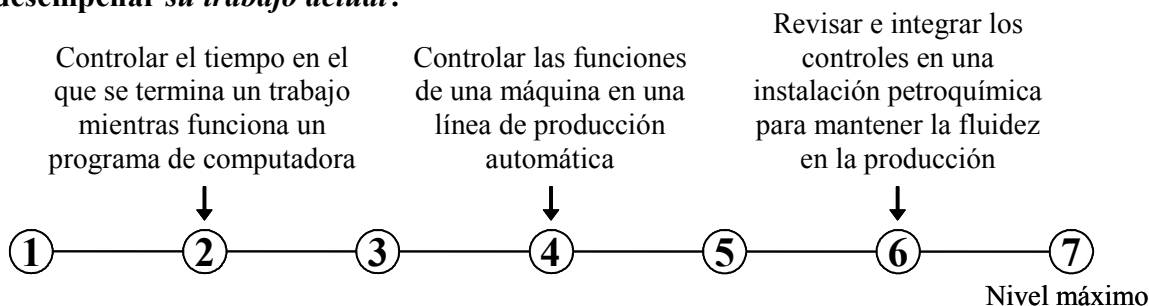 desempeñar su trabajo actual?
Controlar el tiempo en el
que se termina un trabajo
mientras funciona un
programa de computadora
Controlar las funciones
de una máquina en una
línea de producción
automática
Revisar e integrar los
controles en una
instalación petroquímica
para mantener la fluidez
en la producción
1 2 3 4 5 6 7
Nivel máximo